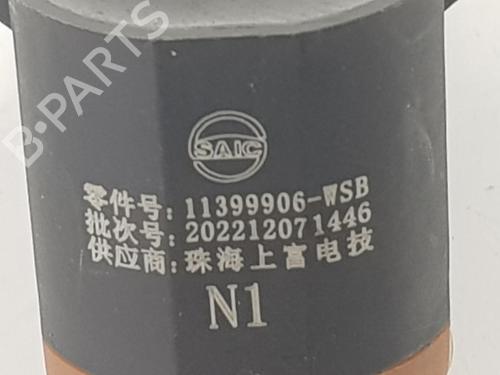 B-PARTS
SAIC
零件号: 11399906-WSB
批次号: 202212071446
供应商: 珠海上富电技
N1